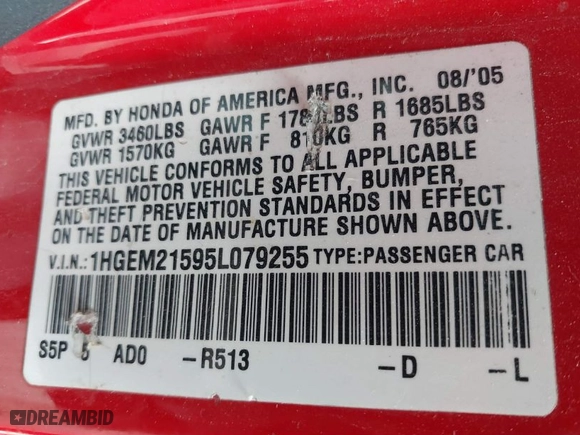 MFD. BY HONDA OF AMERICA MFG., INC. 08/'05
GVWR 3460LBS GAWR F LBS R 1685LBS
GVWR 1570KG GAWR F 810KG R 765KG
THIS VEHICLE CONFORMS TO ALL APPLICABLE
FEDERAL MOTOR VEHICLE SAFETY, BUMPER,
AND THEFT PREVENTION STANDARDS IN EFFECT
ON THE DATE OF MANUFACTURE SHOWN ABOVE.
V.I.N.:1HGEM21595L079255 TYPE:PASSENGER CAR
S5P AD0 –R513 –D –L
DREAMBID